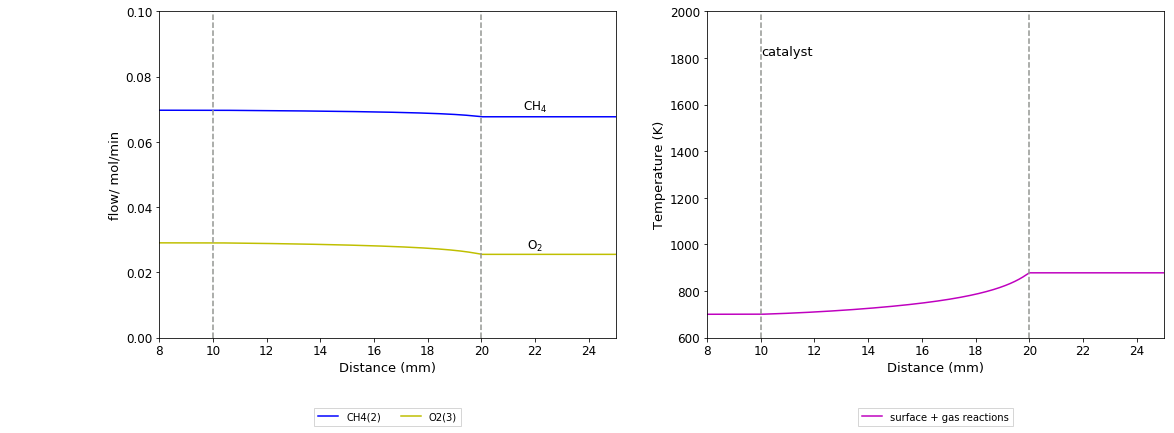 0.10
0.08
0.06
0.04
0.02
0.00
flow/ mol/min
CH₄
O₂
8 10 12 14 16 18 20 22 24
Distance (mm)
CH4(2) O2(3)
2000
1800
1600
1400
1200
1000
800
600
Temperature (K)
catalyst
8 10 12 14 16 18 20 22 24
Distance (mm)
surface + gas reactions